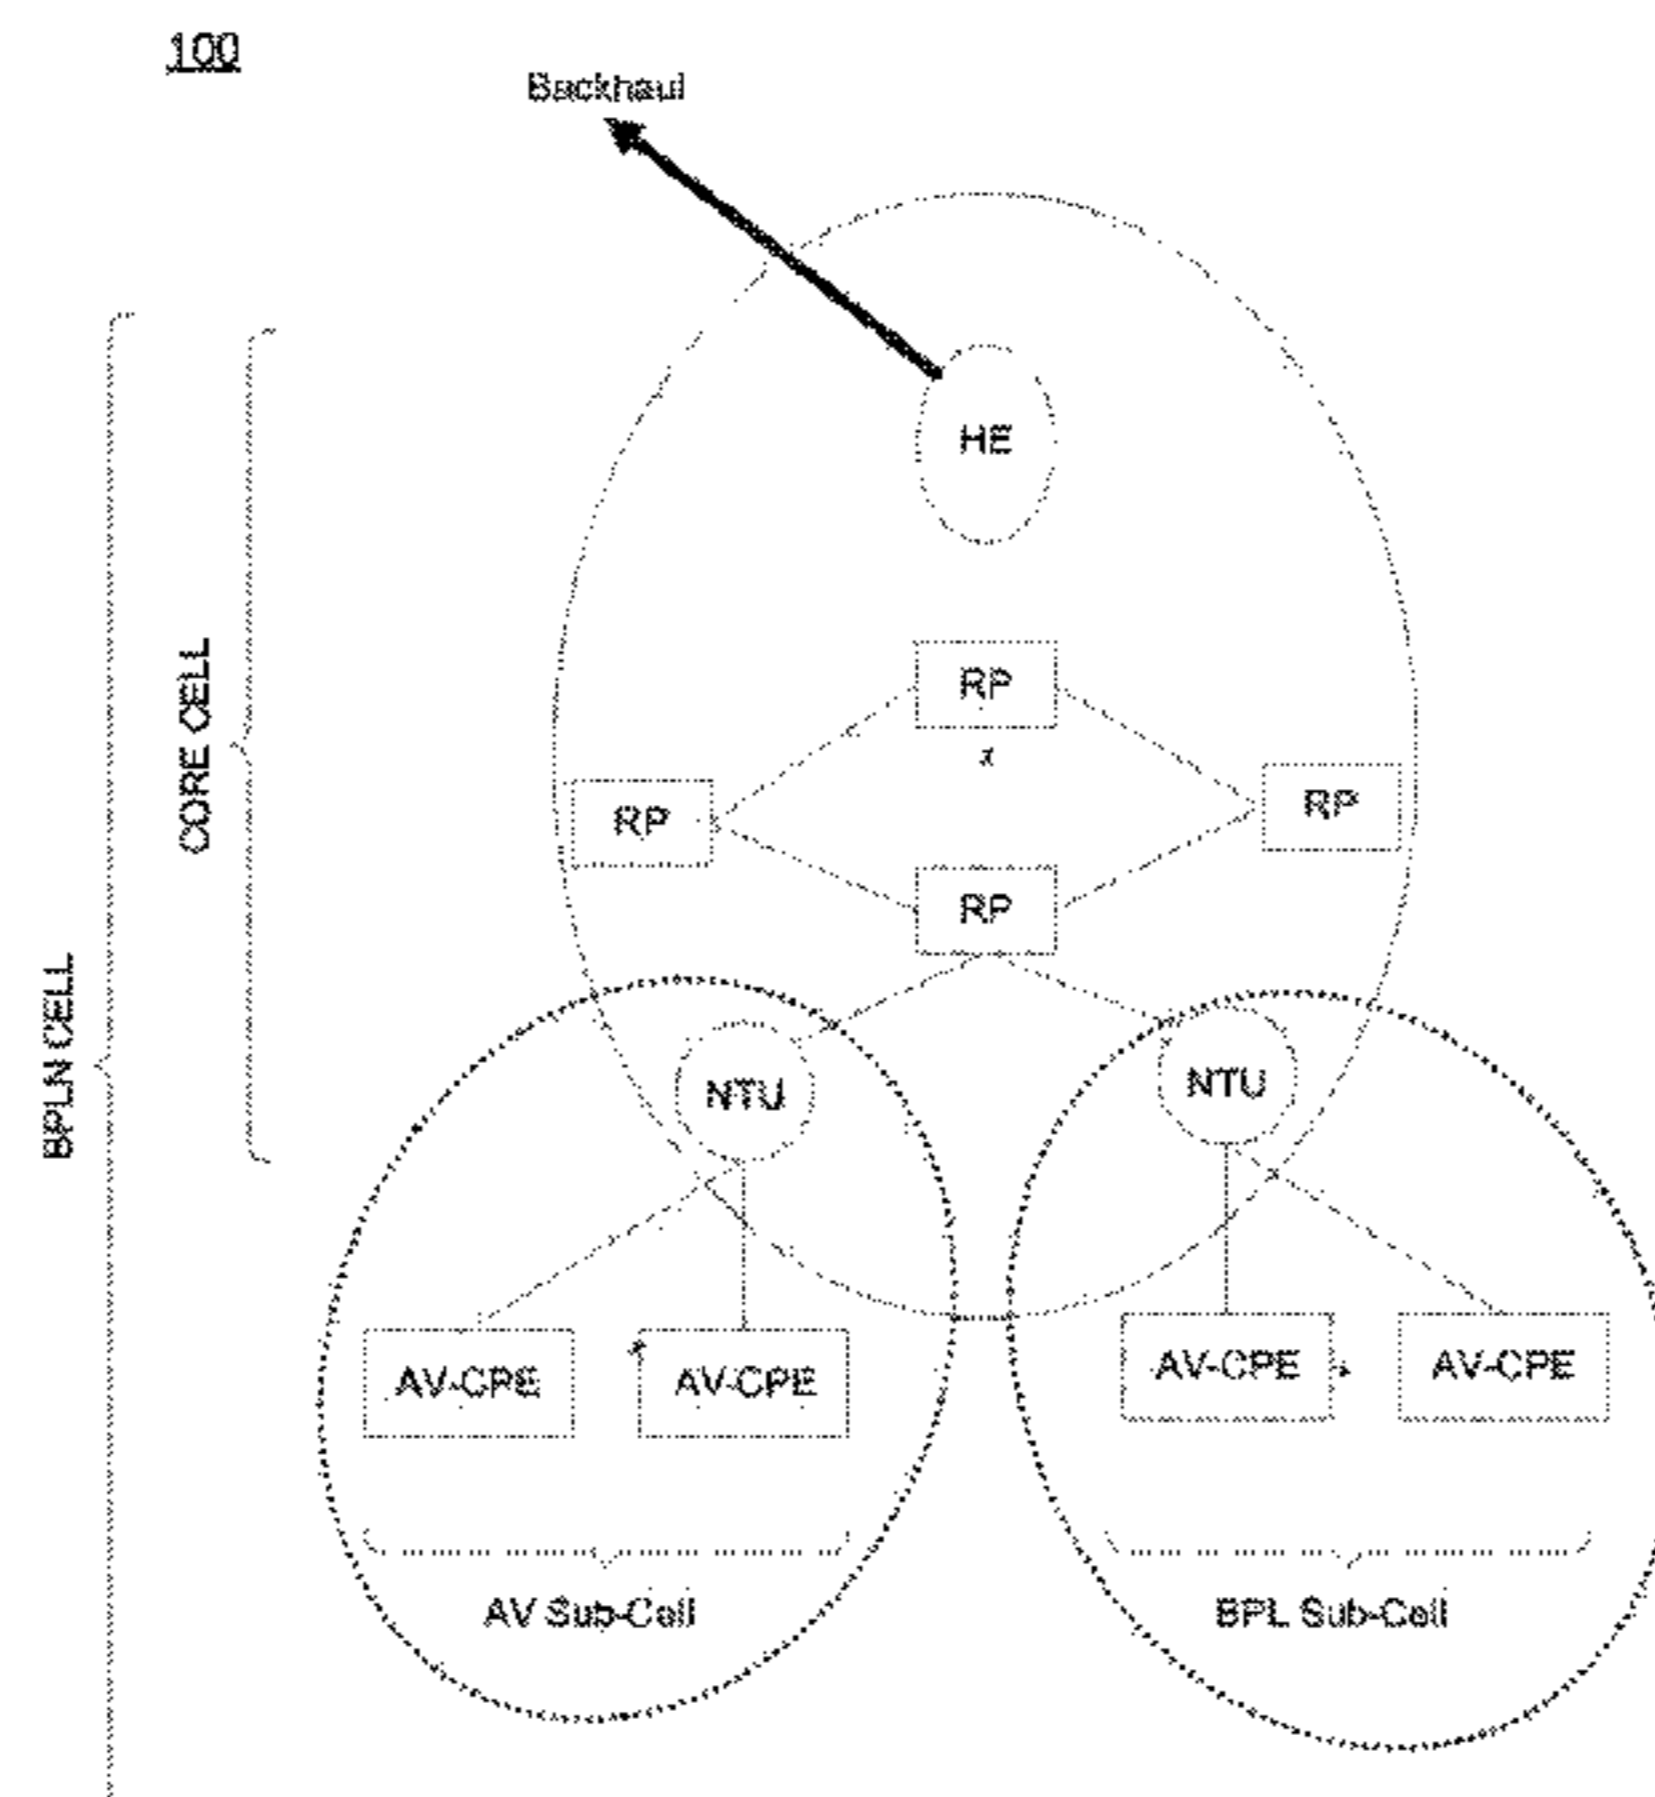 100
Backhaul
HE
RP
RP
RP
RP
CORE CELL
BPLN CELL
NTU
NTU
AV-CPE
AV-CPE
AV-CPE
AV-CPE
AV Sub-Cell
BPL Sub-Cell